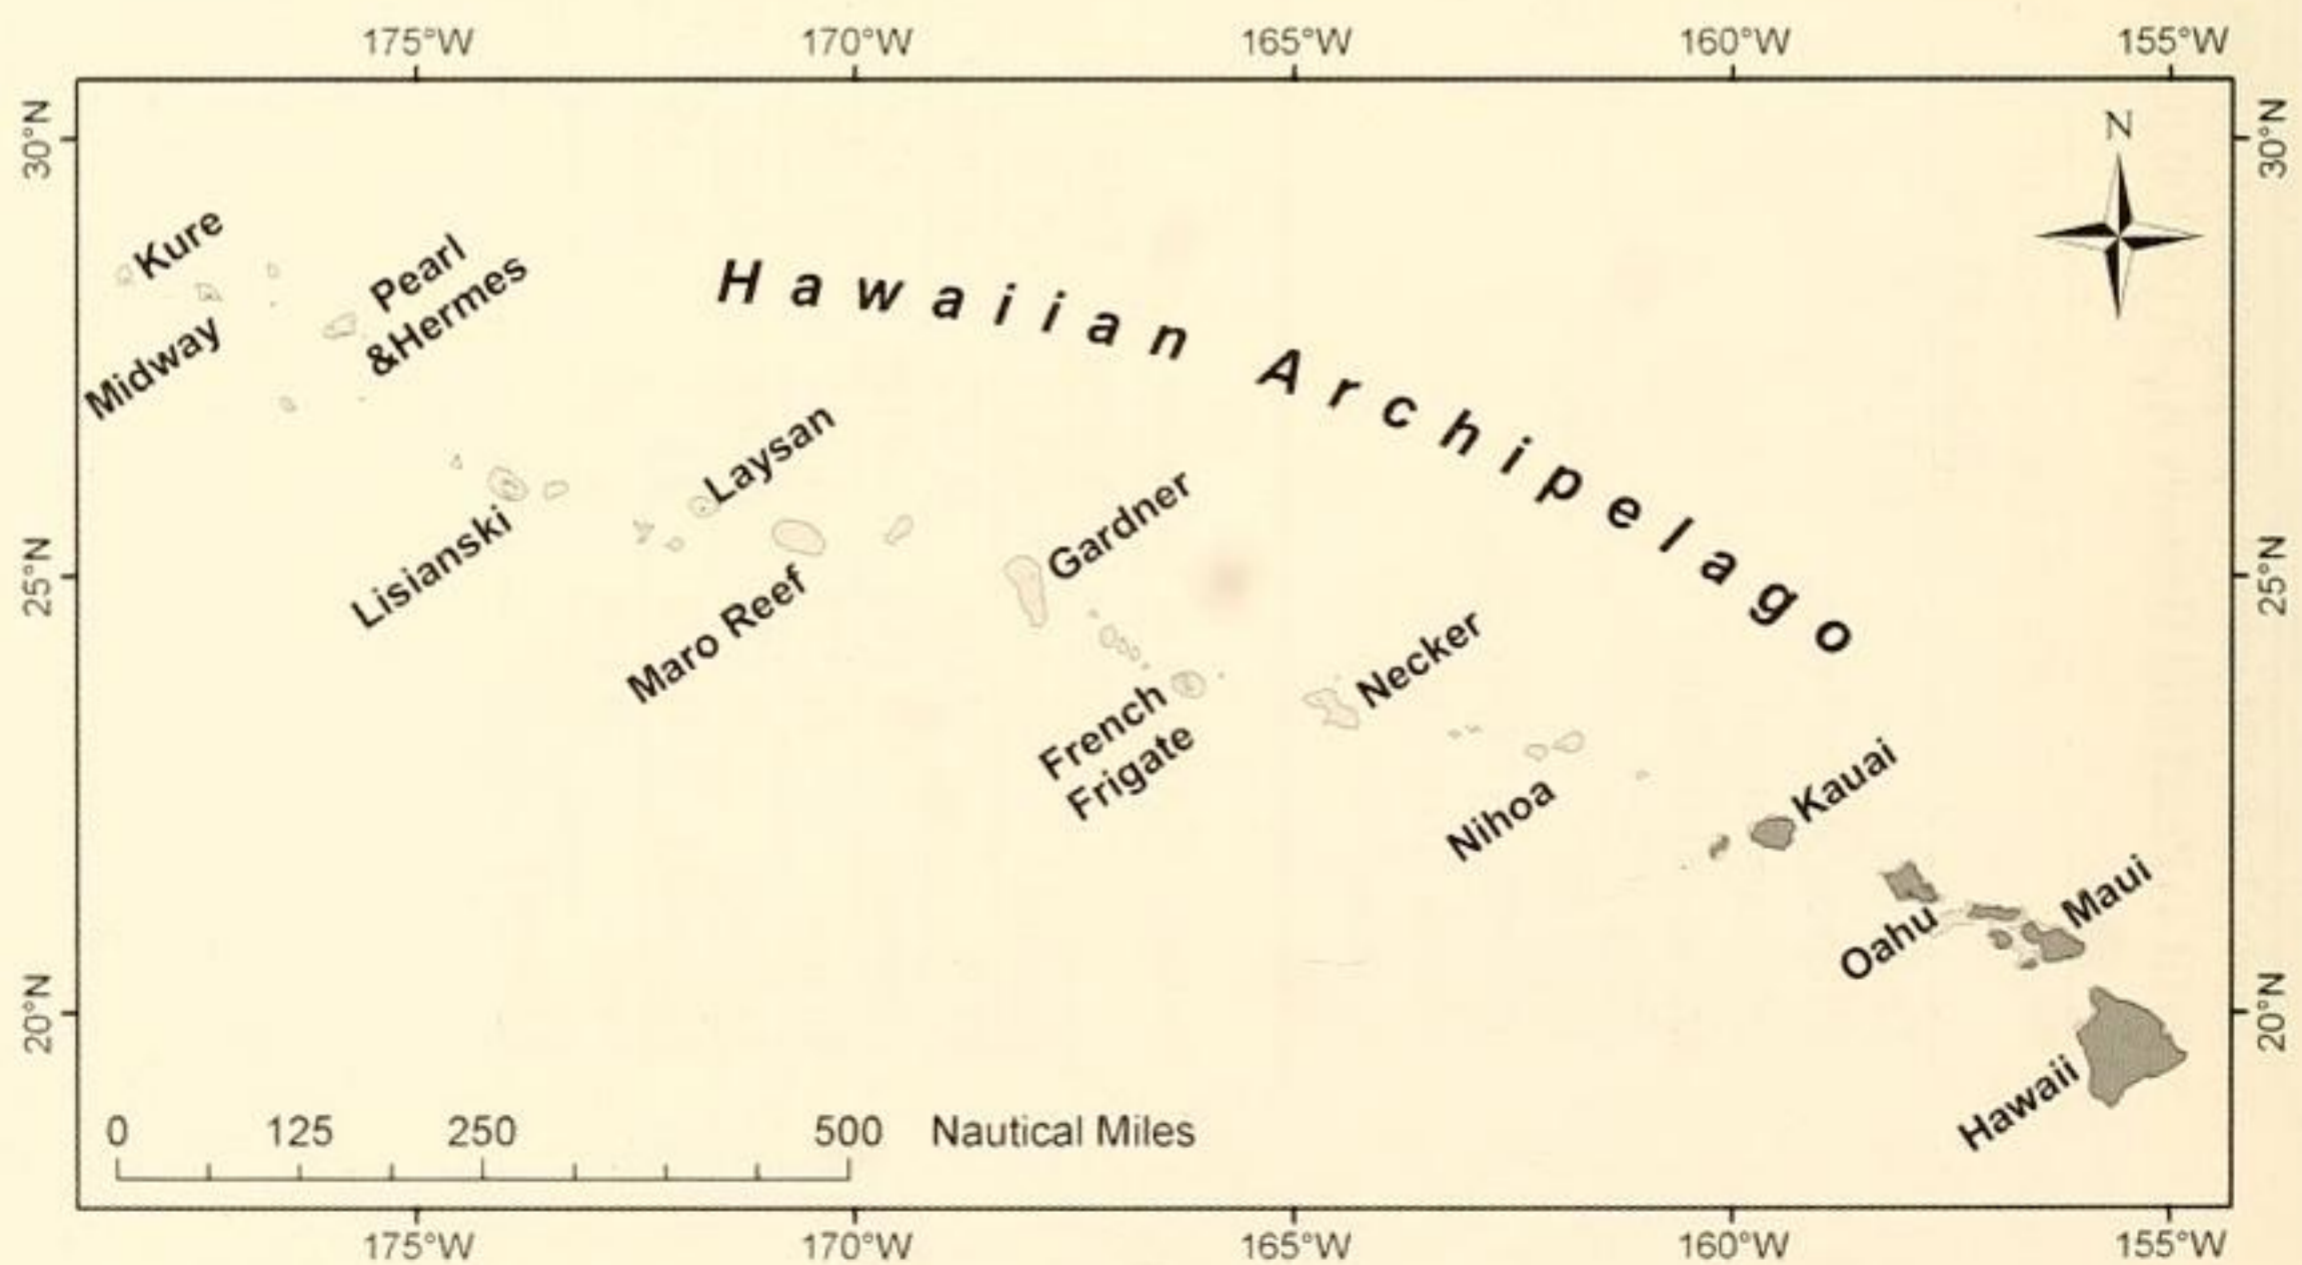 175°W 170°W 165°W 160°W 155°W
30°N
30°N
N
Kure
Pearl
&Hermes
Midway
Hawaiian Archipelago
Laysan
Lisianski
Gardner
Maro Reef
25°N
25°N
Necker
French
Frigate
Nihoa
Kauai
Maui
Oahu
20°N
20°N
Hawaii
0 125 250 500 Nautical Miles
175°W 170°W 165°W 160°W 155°W